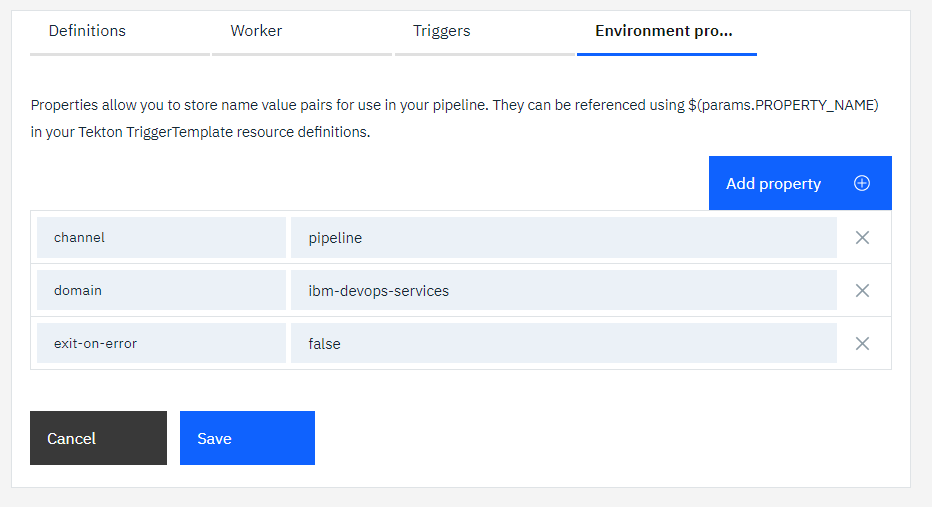 Definitions
Worker
Triggers
Environment pro...
Properties allow you to store name value pairs for use in your pipeline. They can be referenced using $(params.PROPERTY_NAME)
in your Tekton TriggerTemplate resource definitions.
Add property
channel
pipeline
domain
ibm-devops-services
exit-on-error
false
Cancel
Save